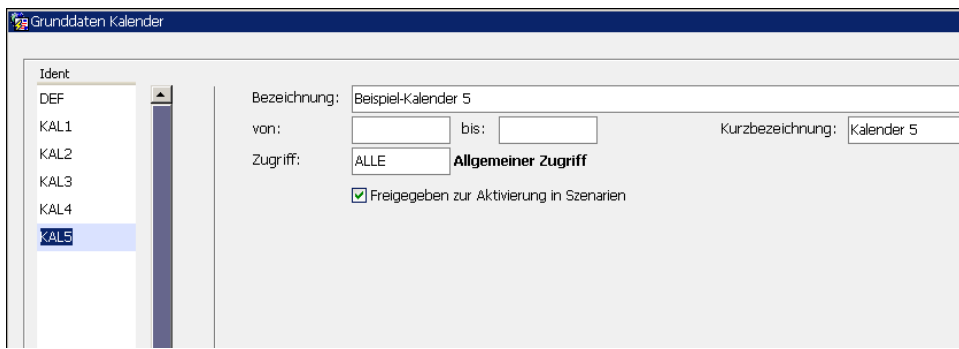 Grunddaten Kalender
Ident
DEF
KAL1
KAL2
KAL3
KAL4
KAL5
Bezeichnung: Beispiel-Kalender 5
von: bis: Kurzbezeichnung: Kalender 5
Zugriff: ALLE Allgemeiner Zugriff
Freigegeben zur Aktivierung in Szenarien